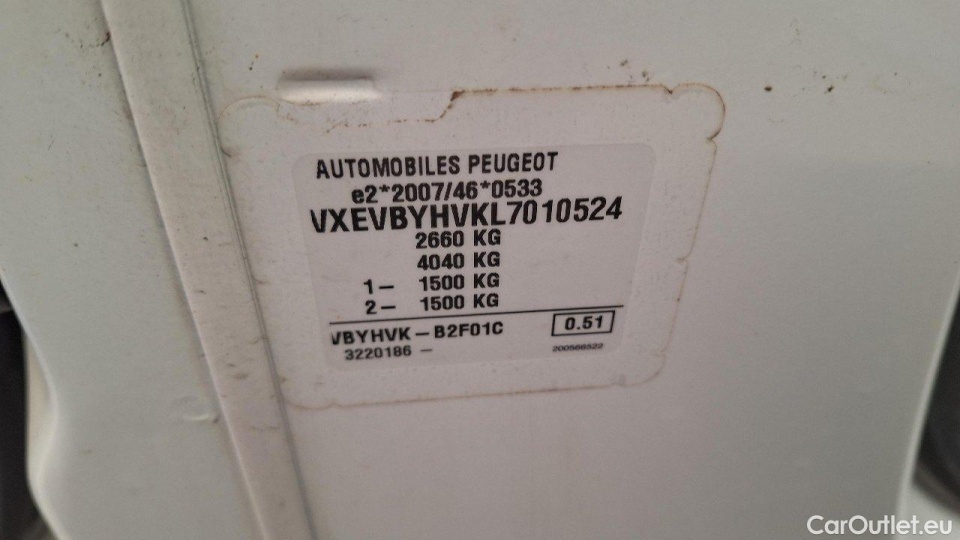 AUTOMOBILES PEUGEOT
e2*2007/46*0533
VXEVBYHVKL7010524
2660 KG
4040 KG
1– 1500 KG
2– 1500 KG
VBYHVK – B2F01C 0.51
3220186 – 200566522
CarOutlet.eu